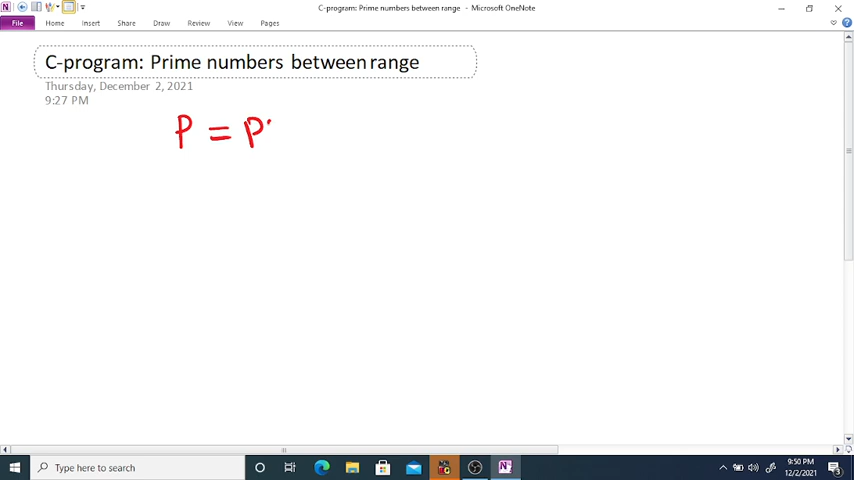 C-program: Prime numbers between range - Microsoft OneNote
File Home Insert Share Draw Review View Pages
C-program: Prime numbers between range
Thursday, December 2, 2021
9:27 PM
P = P
Type here to search
9:50 PM
12/2/2021
3